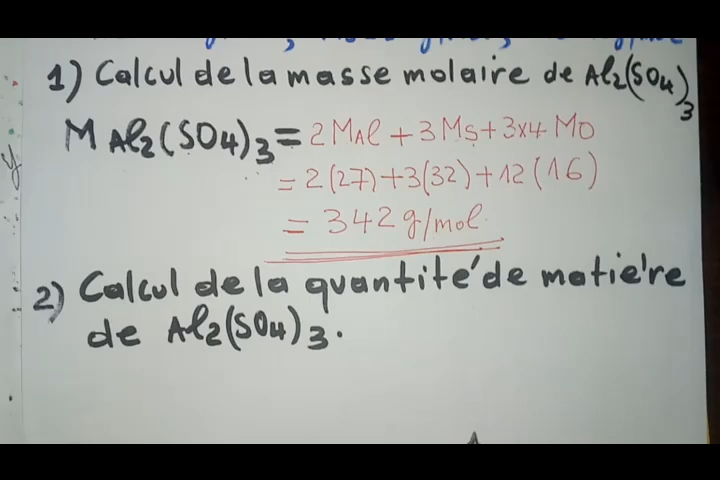 1) Calcul de la masse molaire de Al2(SO4)3
M Al2(SO4)3 = 2 MAl + 3 Ms + 3x4 MO
= 2 (27) + 3(32) + 12 (16)
= 342 g/mol
2) Calcul de la quantité de matière
de Al2(SO4)3.